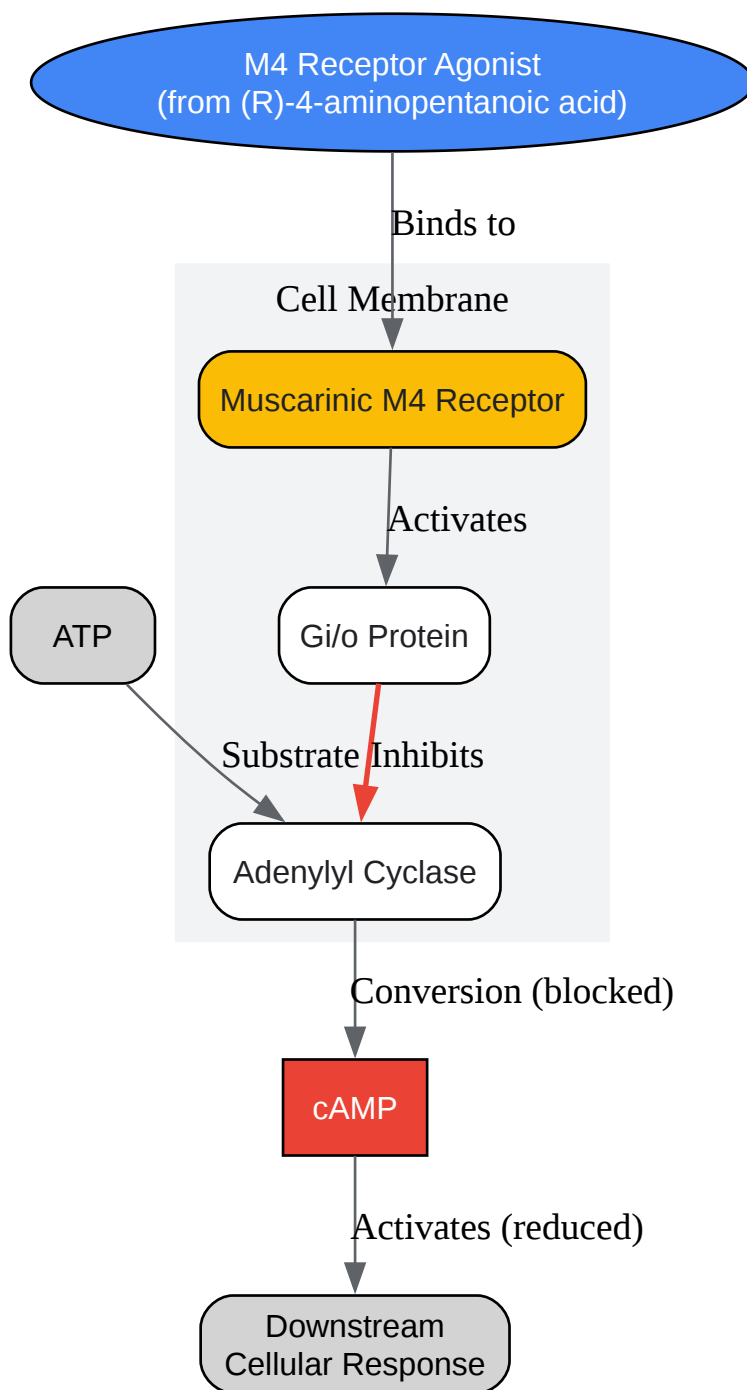 M4 Receptor Agonist
(from (R)-4-aminopentanoic acid)
Binds to
Cell Membrane
Muscarinic M4 Receptor
Activates
ATP
Gi/o Protein
Substrate
Inhibits
Adenylyl Cyclase
Conversion (blocked)
cAMP
Activates (reduced)
Downstream
Cellular Response